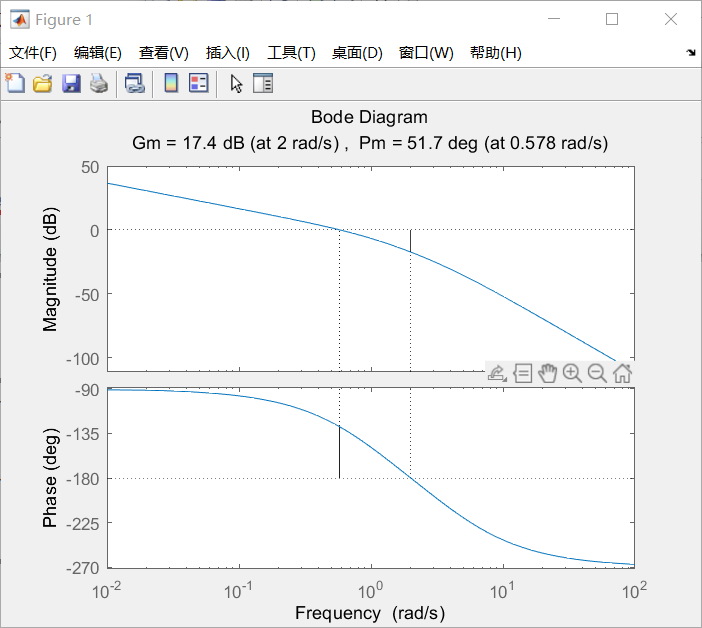 Figure 1
文件(F) 编辑(E) 查看(V) 插入(I) 工具(T) 桌面(D) 窗口(W) 帮助(H)
Bode Diagram
Gm = 17.4 dB (at 2 rad/s) , Pm = 51.7 deg (at 0.578 rad/s)
50
0
-50
-100
Magnitude (dB)
-90
-135
-180
-225
-270
Phase (deg)
10⁻² 10⁻¹ 10⁰ 10¹ 10²
Frequency (rad/s)